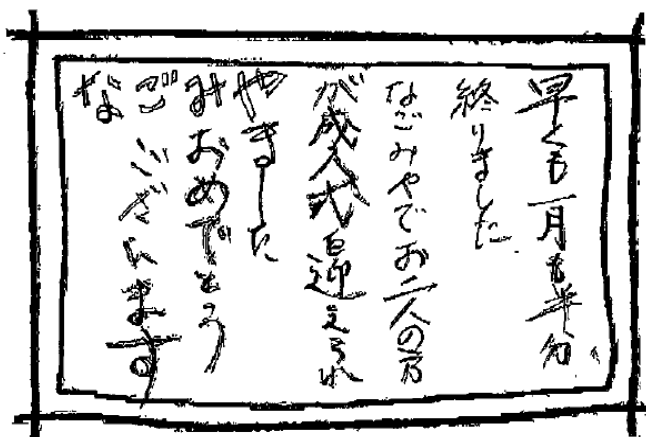 早くも一月も半分
終りました
なごみやでお二人の方
が成人式迎えられ
ました
おめでとう
ございます
なごみや